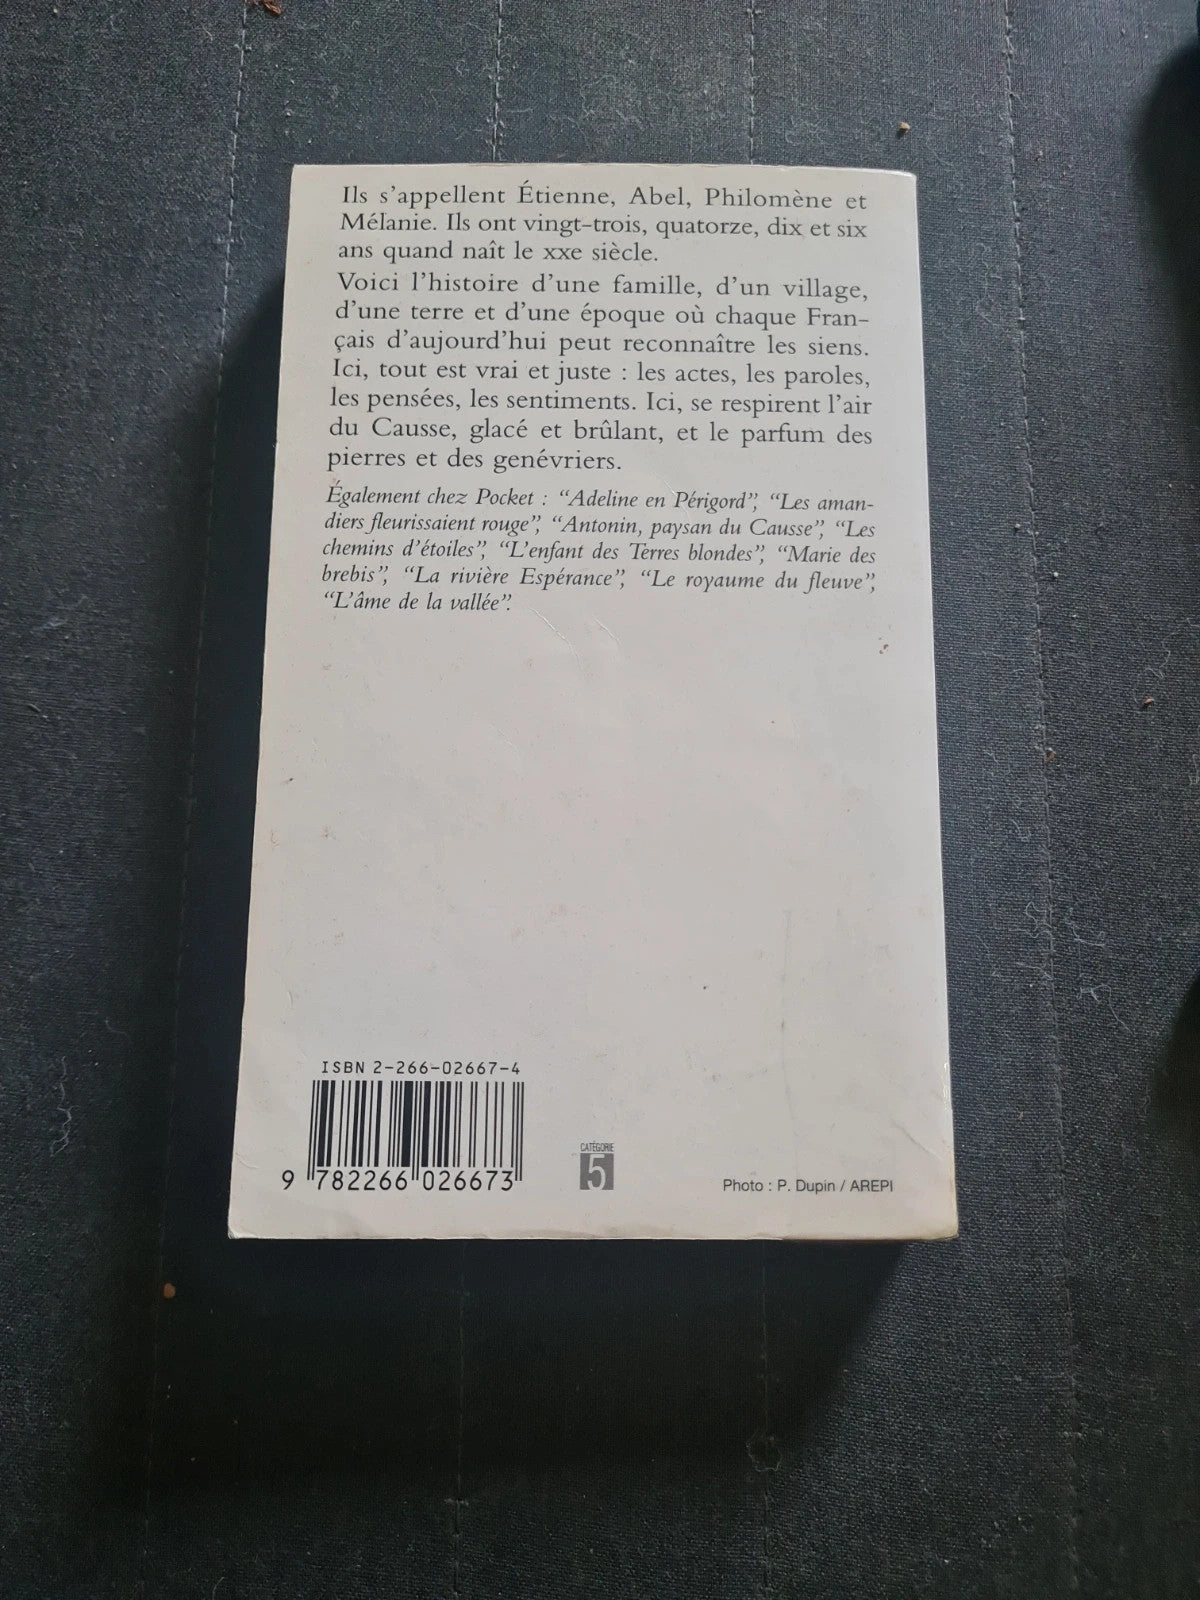 Ils s'appellent Étienne, Abel, Philomène et
Mélanie. Ils ont vingt-trois, quatorze, dix et six
ans quand naît le XXe siècle.
Voici l'histoire d'une famille, d'un village,
d'une terre et d'une époque où chaque Fran-
çais d'aujourd'hui peut reconnaître les siens.
Ici, tout est vrai et juste : les actes, les paroles,
les pensées, les sentiments. Ici, se respirent l'air
du Causse, glacé et brûlant, et le parfum des
pierres et des genévriers.
Également chez Pocket : “Adeline en Périgord”, “Les aman-
diers fleurissaient rouge”, “Antonin, paysan du Causse”, “Les
chemins d'étoiles”, “L'enfant des Terres blondes”, “Marie des
brebis”, “La rivière Espérance”, “Le royaume du fleuve”,
“L'âme de la vallée”.
ISBN 2-266-02667-4
9 782266 026673
CATÉGORIE
5
Photo : P. Dupin / AREPI